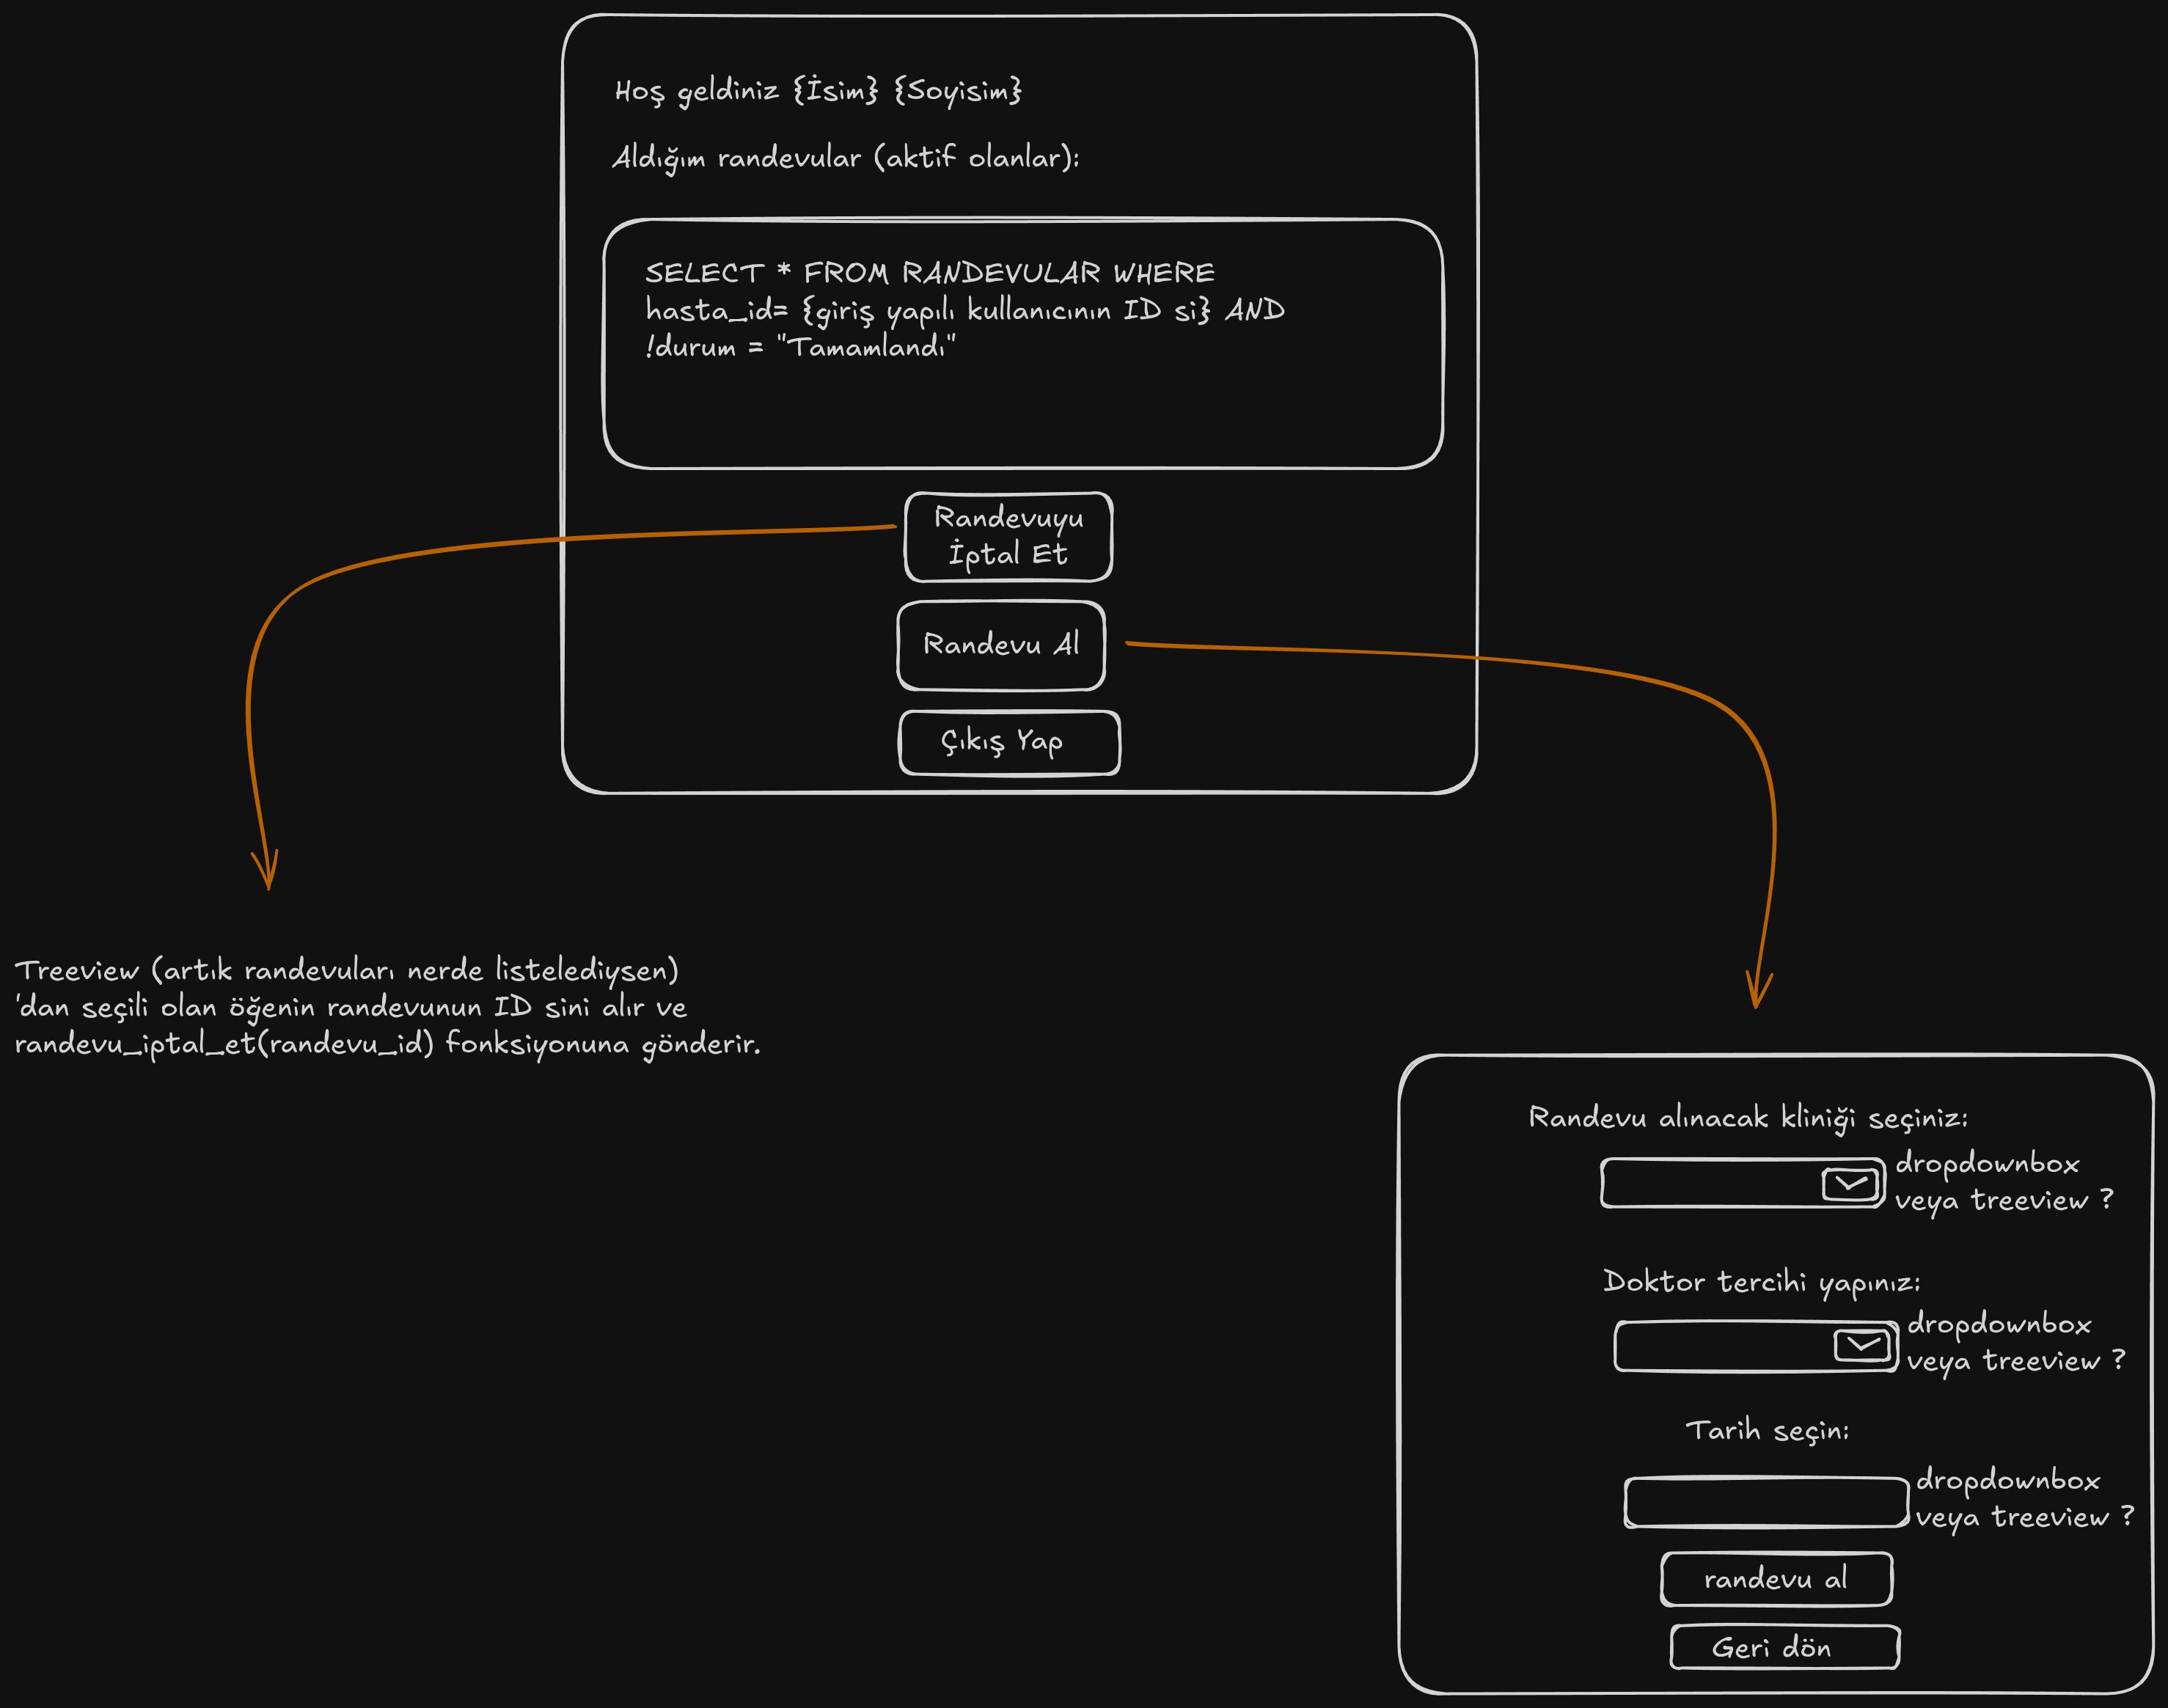 Hoş geldiniz {İsim} {Soyisim}
Aldığım randevular (aktif olanlar):
SELECT * FROM RANDEVULAR WHERE
hasta_id= {giriş yapılı kullanıcının ID si} AND
!durum = "Tamamlandı"
Randevuyu
İptal Et
Randevu Al
Çıkış Yap
Treeview (artık randevuları nerde listelediysen)
'dan seçili olan öğenin randevunun ID sini alır ve
randevu_iptal_et(randevu_id) fonksiyonuna gönderir.
Randevu alınacak kliniği seçiniz:
dropdownbox
veya treeview ?
Doktor tercihi yapınız:
dropdownbox
veya treeview ?
Tarih seçin:
dropdownbox
veya treeview ?
randevu al
Geri dön